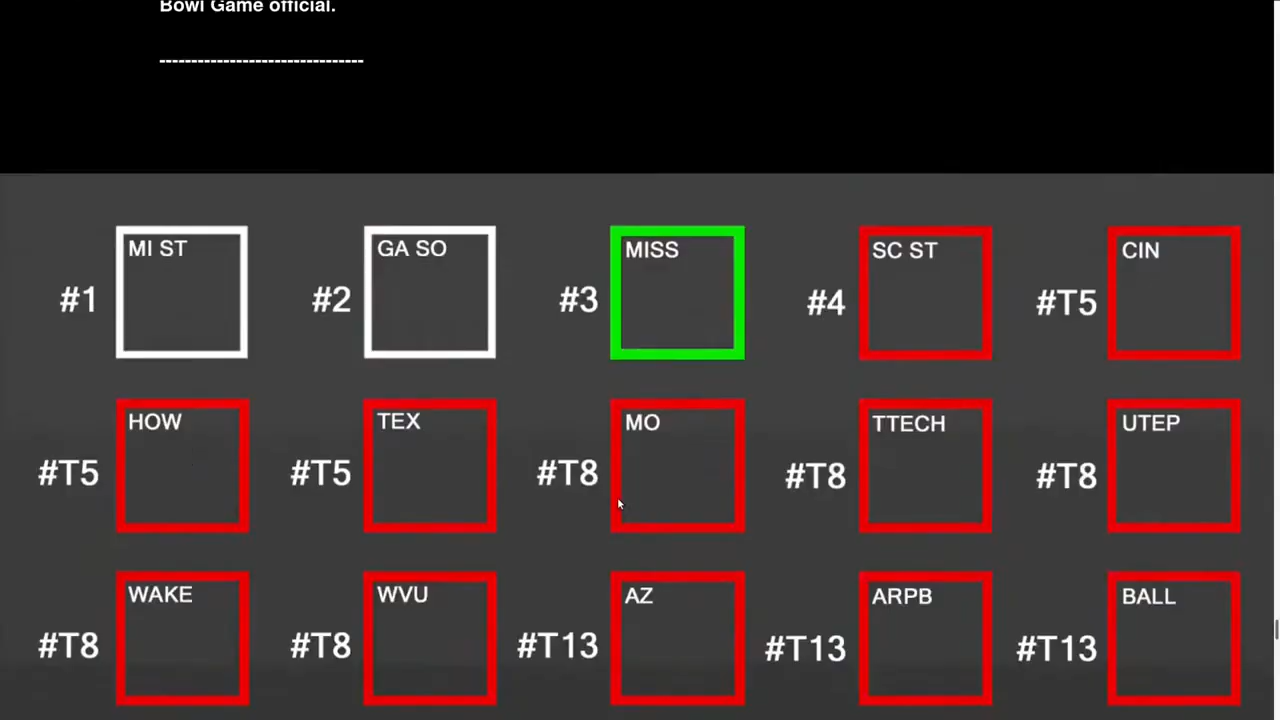 Bowl Game official.
--------------------------------
#1 MI ST #2 GA SO #3 MISS #4 SC ST #T5 CIN
#T5 HOW #T5 TEX #T8 MO #T8 TTECH #T8 UTEP
#T8 WAKE #T8 WVU #T13 AZ #T13 ARPB #T13 BALL